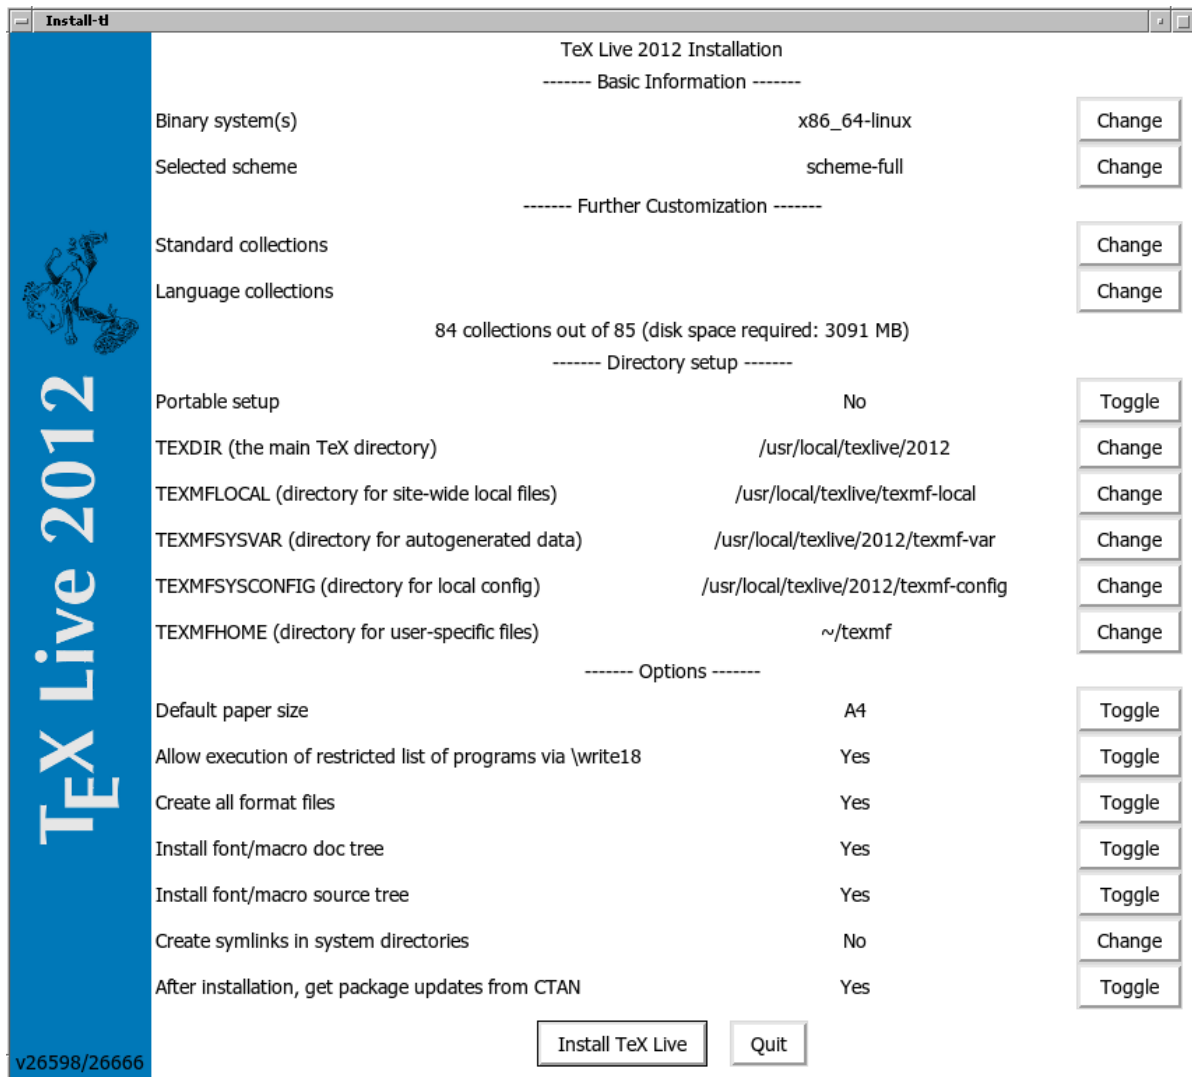 Install-tl
TeX Live 2012 Installation
------- Basic Information -------
Binary system(s) x86_64-linux Change
Selected scheme scheme-full Change
------- Further Customization -------
Standard collections Change
Language collections Change
84 collections out of 85 (disk space required: 3091 MB)
------- Directory setup -------
Portable setup No Toggle
TEXDIR (the main TeX directory) /usr/local/texlive/2012 Change
TEXMFLOCAL (directory for site-wide local files) /usr/local/texlive/texmf-local Change
TEXMFSYSVAR (directory for autogenerated data) /usr/local/texlive/2012/texmf-var Change
TEXMFSYSCONFIG (directory for local config) /usr/local/texlive/2012/texmf-config Change
TEXMFHOME (directory for user-specific files) ~/texmf Change
------- Options -------
Default paper size A4 Toggle
Allow execution of restricted list of programs via \write18 Yes Toggle
Create all format files Yes Toggle
Install font/macro doc tree Yes Toggle
Install font/macro source tree Yes Toggle
Create symlinks in system directories No Change
After installation, get package updates from CTAN Yes Toggle
Install TeX Live Quit
TEX Live 2012
v26598/26666